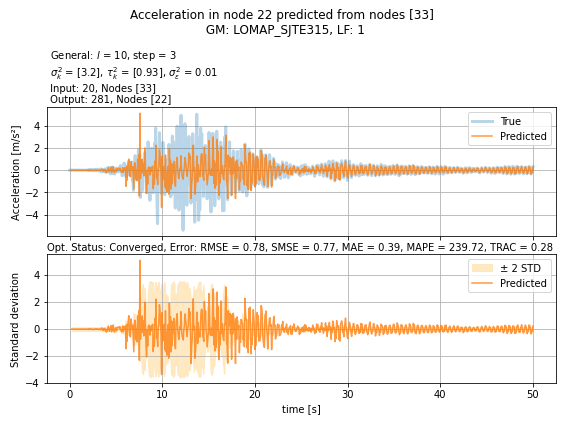 Acceleration in node 22 predicted from nodes [33]
GM: LOMAP_SJTE315, LF: 1
General: l = 10, step = 3
σ²ₖ = [3.2], τ²ₖ = [0.93], σ²ε = 0.01
Input: 20, Nodes [33]
Output: 281, Nodes [22]
Acceleration [m/s²]
4
2
0
−2
−4
True
Predicted
Opt. Status: Converged, Error: RMSE = 0.78, SMSE = 0.77, MAE = 0.39, MAPE = 239.72, TRAC = 0.28
Standard deviation
4
2
0
−2
−4
± 2 STD
Predicted
0 10 20 30 40 50
time [s]